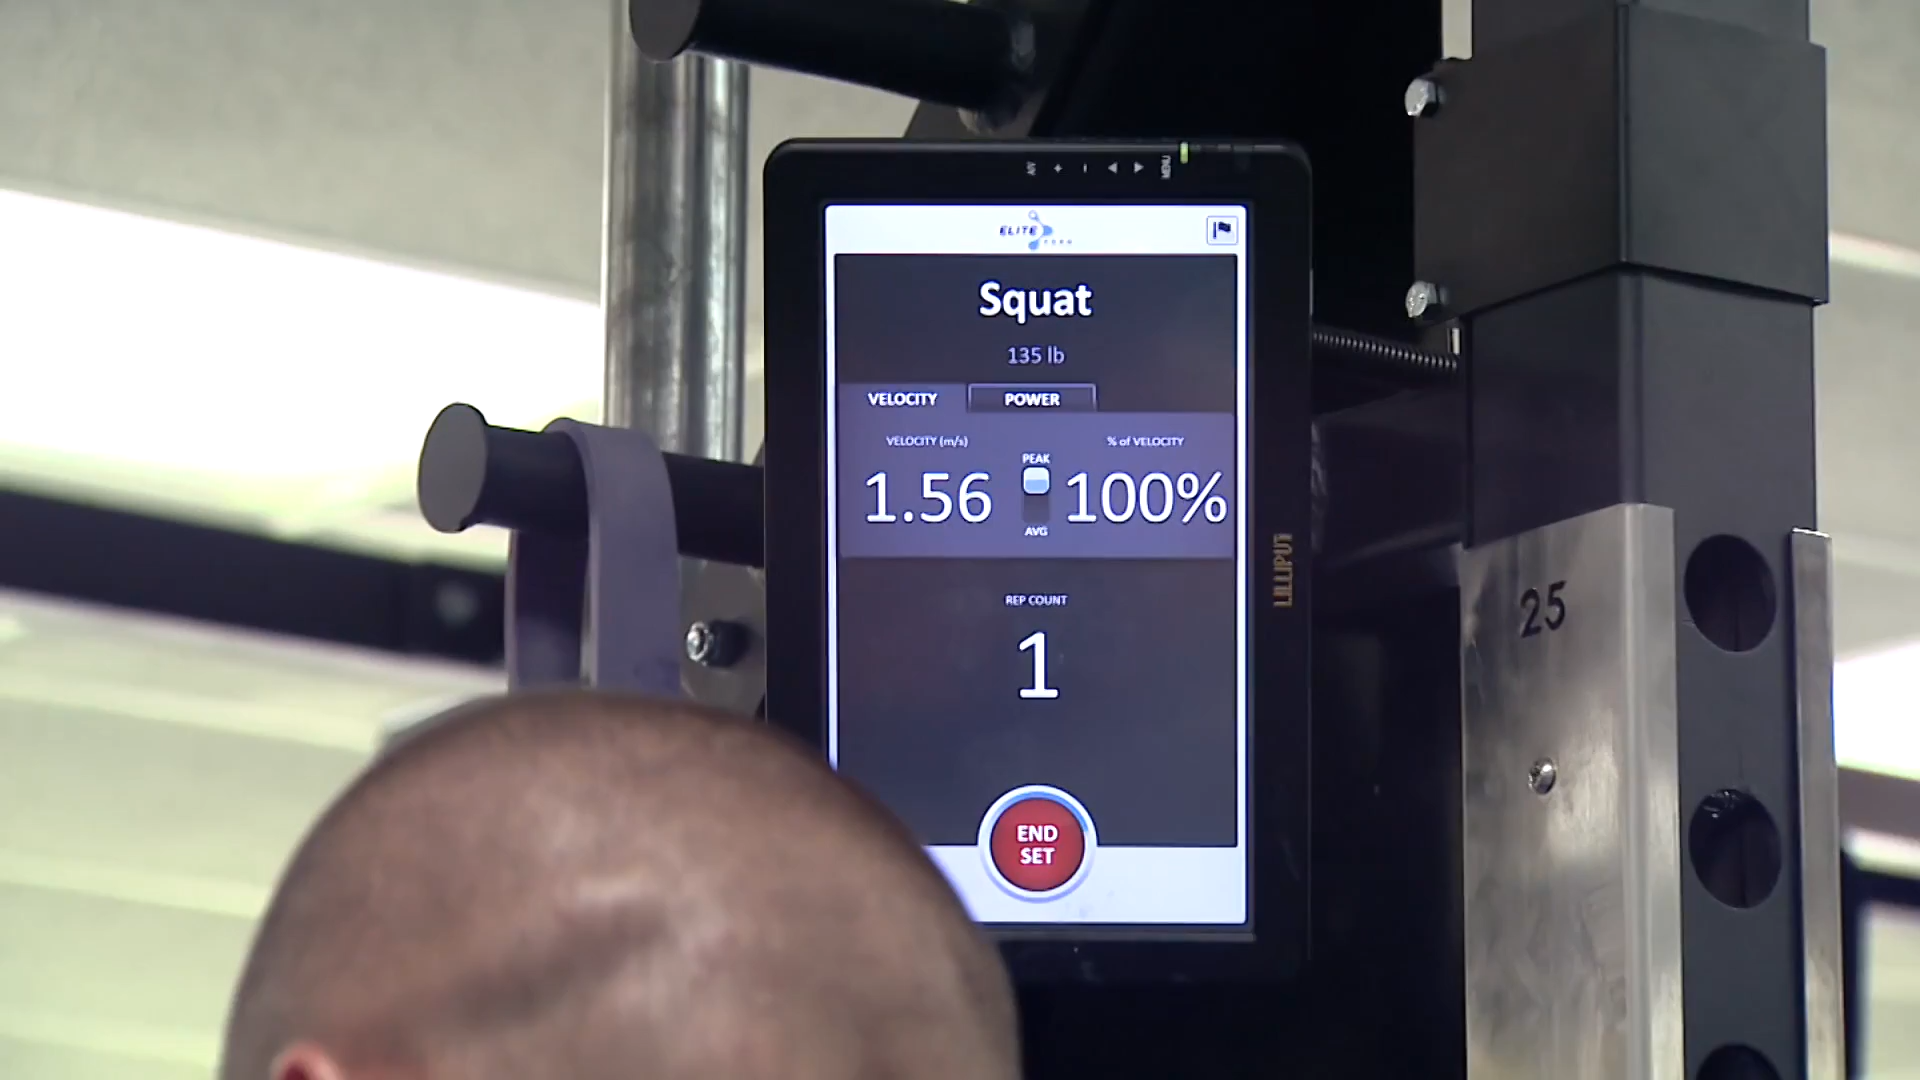 A/V + - MENU
ELITE
FORM
Squat
135 lb
VELOCITY
POWER
VELOCITY (m/s)
PEAK
% of VELOCITY
1.56
100%
AVG
REP COUNT
1
END
SET
LILLIPUT
25